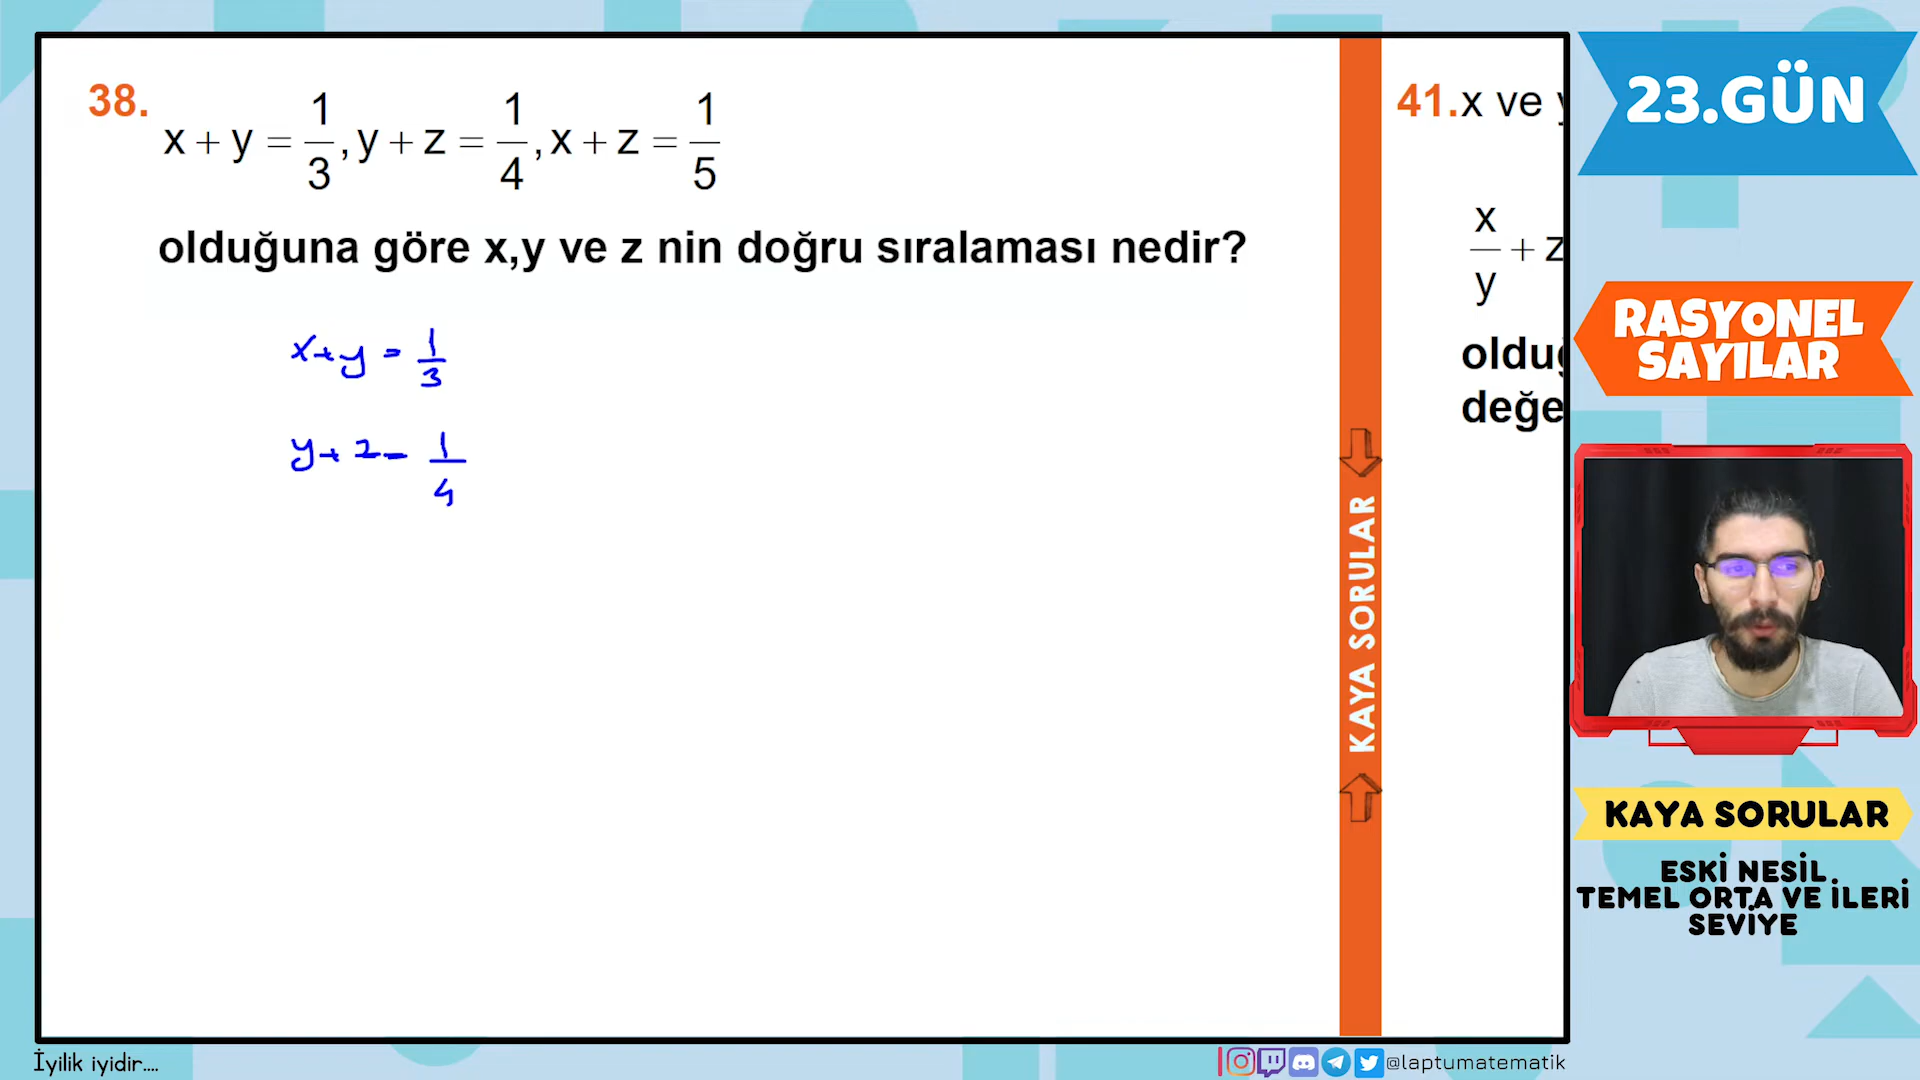 38.
x + y = 1/3, y + z = 1/4, x + z = 1/5
olduğuna göre x,y ve z nin doğru sıralaması nedir?
x+y = 1/3
y+z = 1/4
KAYA SORULAR
41. x ve y
x/y + z
olduğ
değe
23.GÜN
RASYONEL
SAYILAR
KAYA SORULAR
ESKİ NESİL
TEMEL ORTA VE İLERİ
SEVİYE
İyilik iyidir....
@laptumatematik